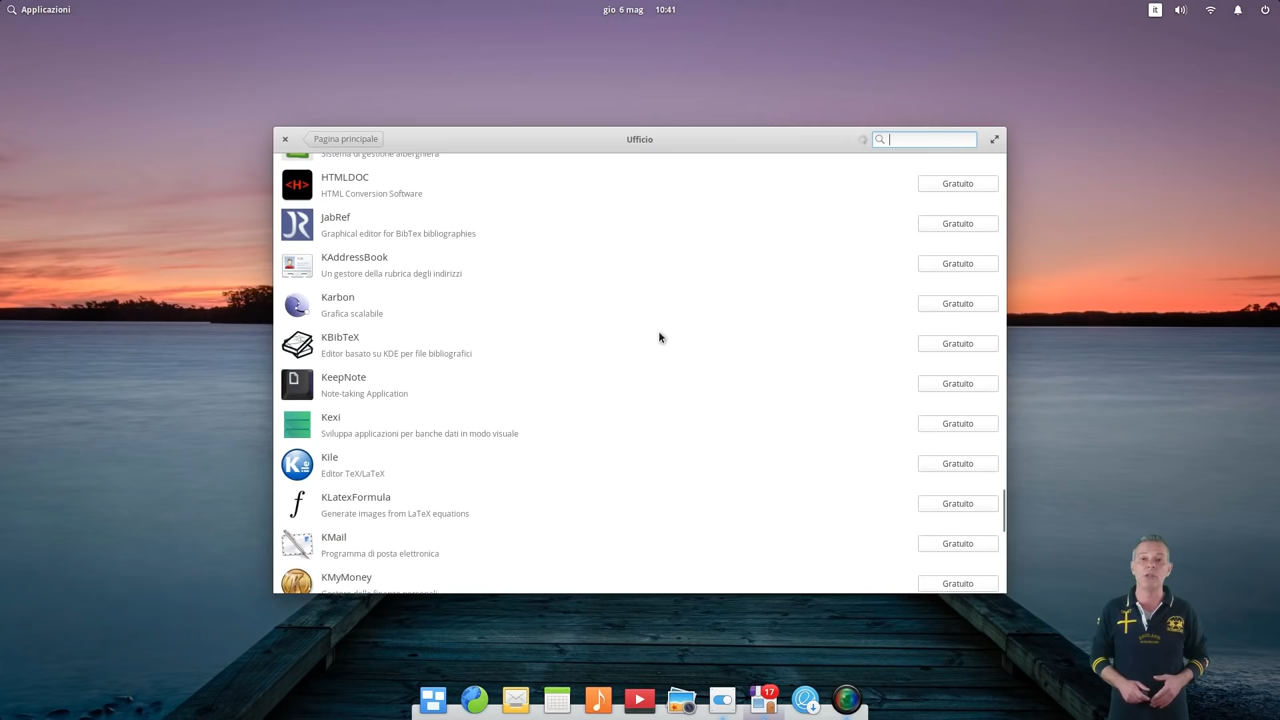 Applicazioni
gio 6 mag 10:41
it
Pagina principale
Ufficio
Sistema di gestione alberghiera
HTMLDOC
HTML Conversion Software
Gratuito
JabRef
Graphical editor for BibTex bibliographies
Gratuito
KAddressBook
Un gestore della rubrica degli indirizzi
Gratuito
Karbon
Grafica scalabile
Gratuito
KBibTeX
Editor basato su KDE per file bibliografici
Gratuito
KeepNote
Note-taking Application
Gratuito
Kexi
Sviluppa applicazioni per banche dati in modo visuale
Gratuito
Kile
Editor TeX/LaTeX
Gratuito
KLatexFormula
Generate images from LaTeX equations
Gratuito
KMail
Programma di posta elettronica
Gratuito
KMyMoney
Gratuito
17